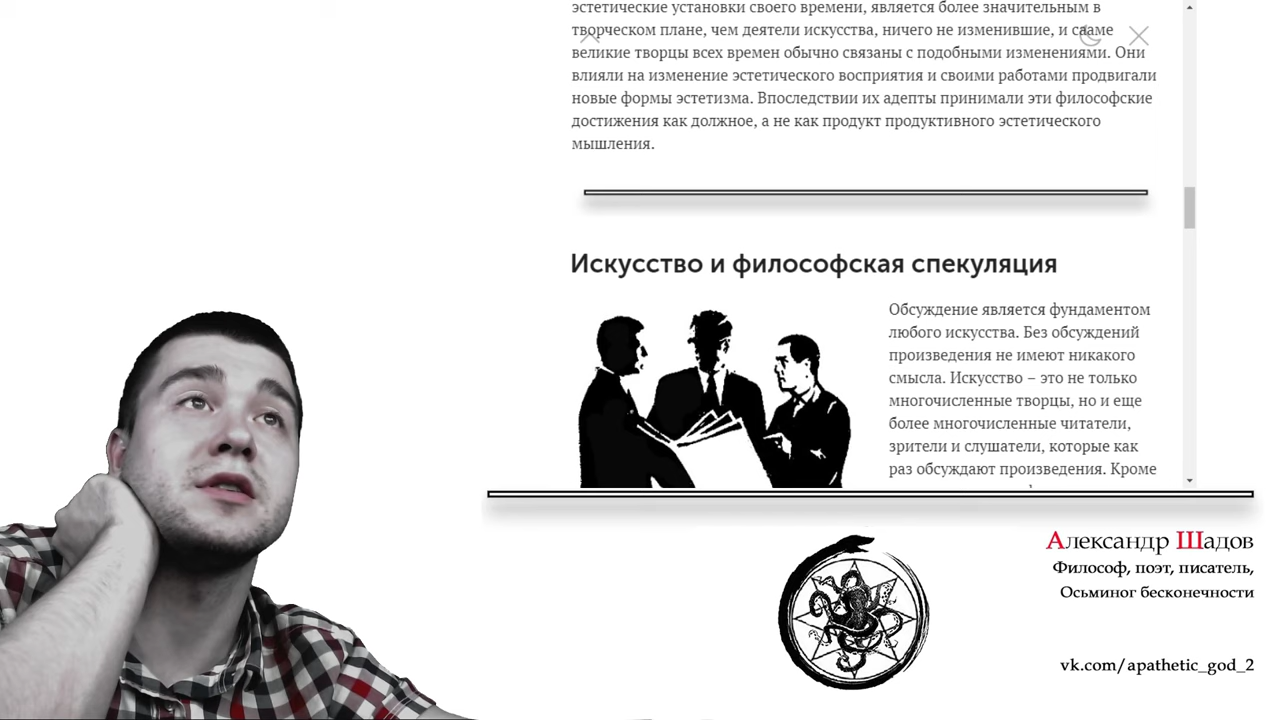 эстетические установки своего времени, является более значительным в
творческом плане, чем деятели искусства, ничего не изменившие, и сааме
великие творцы всех времен обычно связаны с подобными изменениями. Они
влияли на изменение эстетического восприятия и своими работами продвигали
новые формы эстетизма. Впоследствии их адепты принимали эти философские
достижения как должное, а не как продукт продуктивного эстетического
мышления.
Искусство и философская спекуляция
Обсуждение является фундаментом
любого искусства. Без обсуждений
произведения не имеют никакого
смысла. Искусство – это не только
многочисленные творцы, но и еще
более многочисленные читатели,
зрители и слушатели, которые как
раз обсуждают произведения. Кроме
Александр Шадов
Философ, поэт, писатель,
Осьминог бесконечности
vk.com/apathetic_god_2